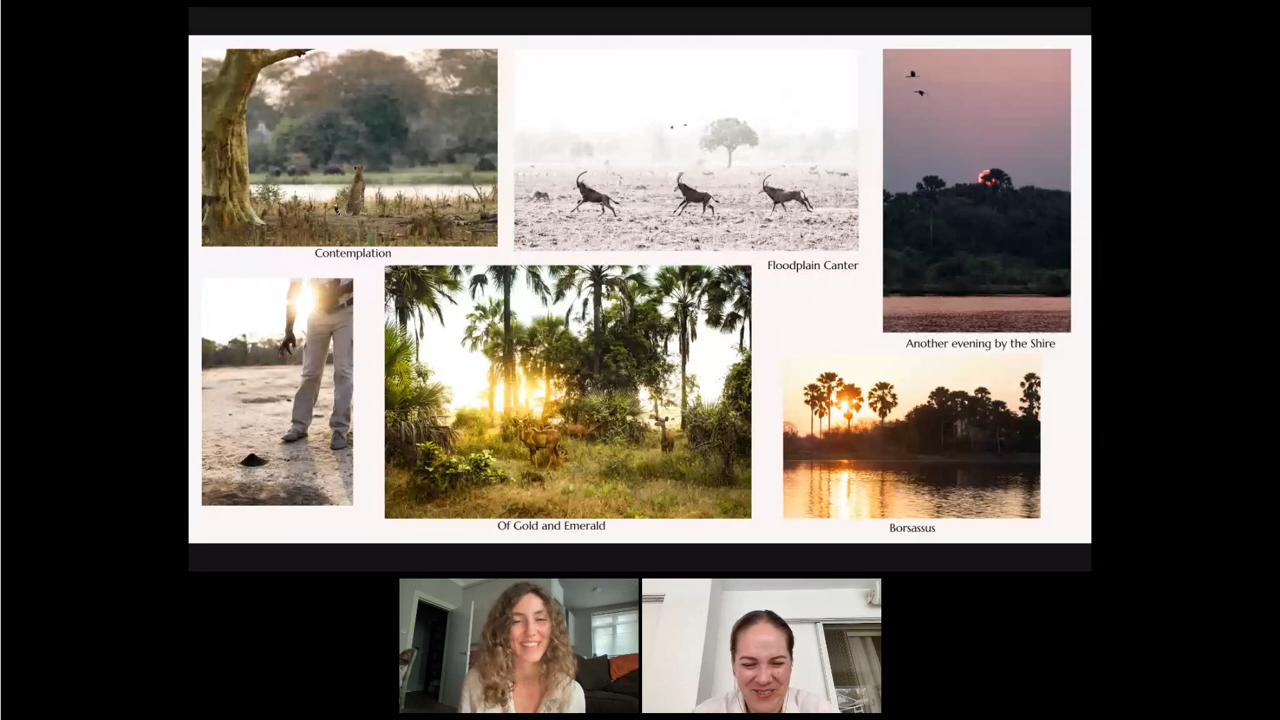 Contemplation
Floodplain Canter
Another evening by the Shire
Of Gold and Emerald
Borsassus